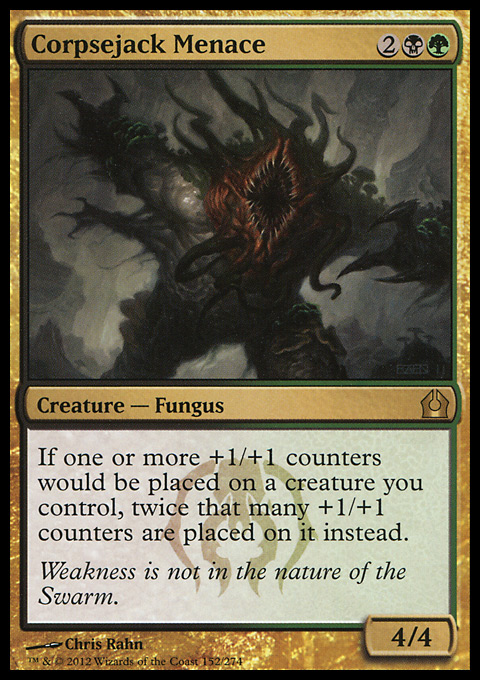 Corpsejack Menace 2
Creature — Fungus
If one or more +1/+1 counters
would be placed on a creature you
control, twice that many +1/+1
counters are placed on it instead.
Weakness is not in the nature of the
Swarm.
4/4
Chris Rahn
™ & © 2012 Wizards of the Coast 152/274